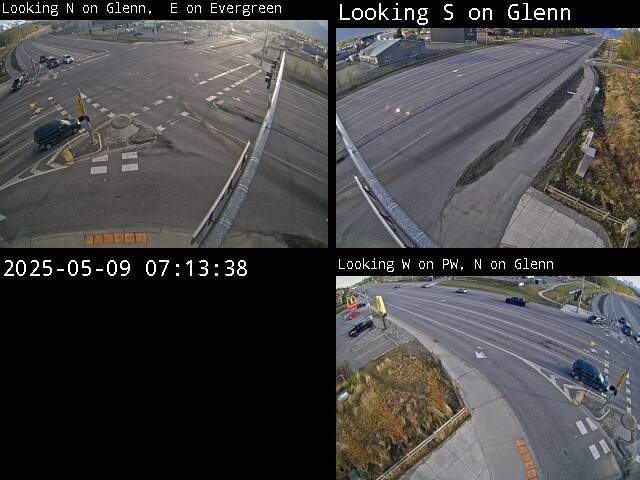 Looking N on Glenn,  E on Evergreen
Looking S on Glenn
2025-05-09 07:13:38
Looking W on PW, N on Glenn